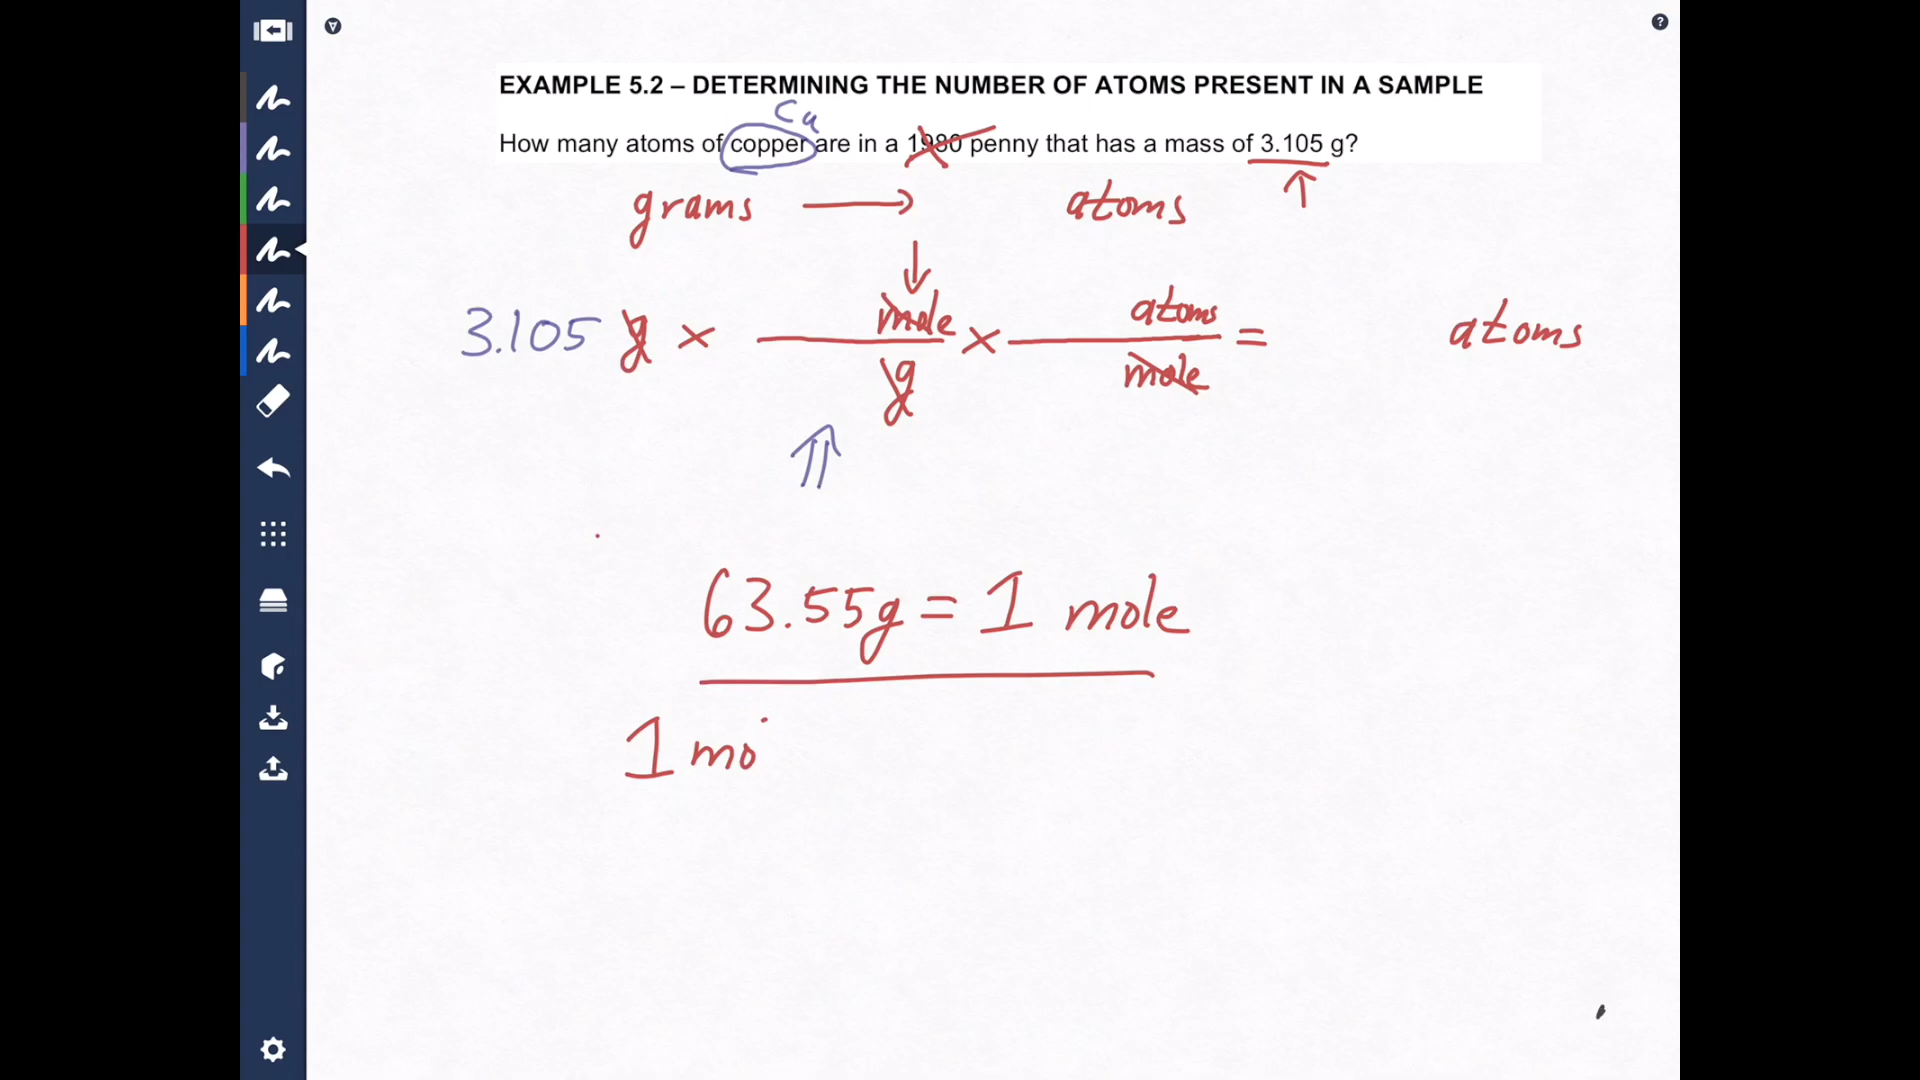 EXAMPLE 5.2 – DETERMINING THE NUMBER OF ATOMS PRESENT IN A SAMPLE
Cu
How many atoms of copper are in a 1980 penny that has a mass of 3.105 g?
grams → atoms
3.105 g × mole / g × atoms / mole = atoms
63.55g = 1 mole
1 mo